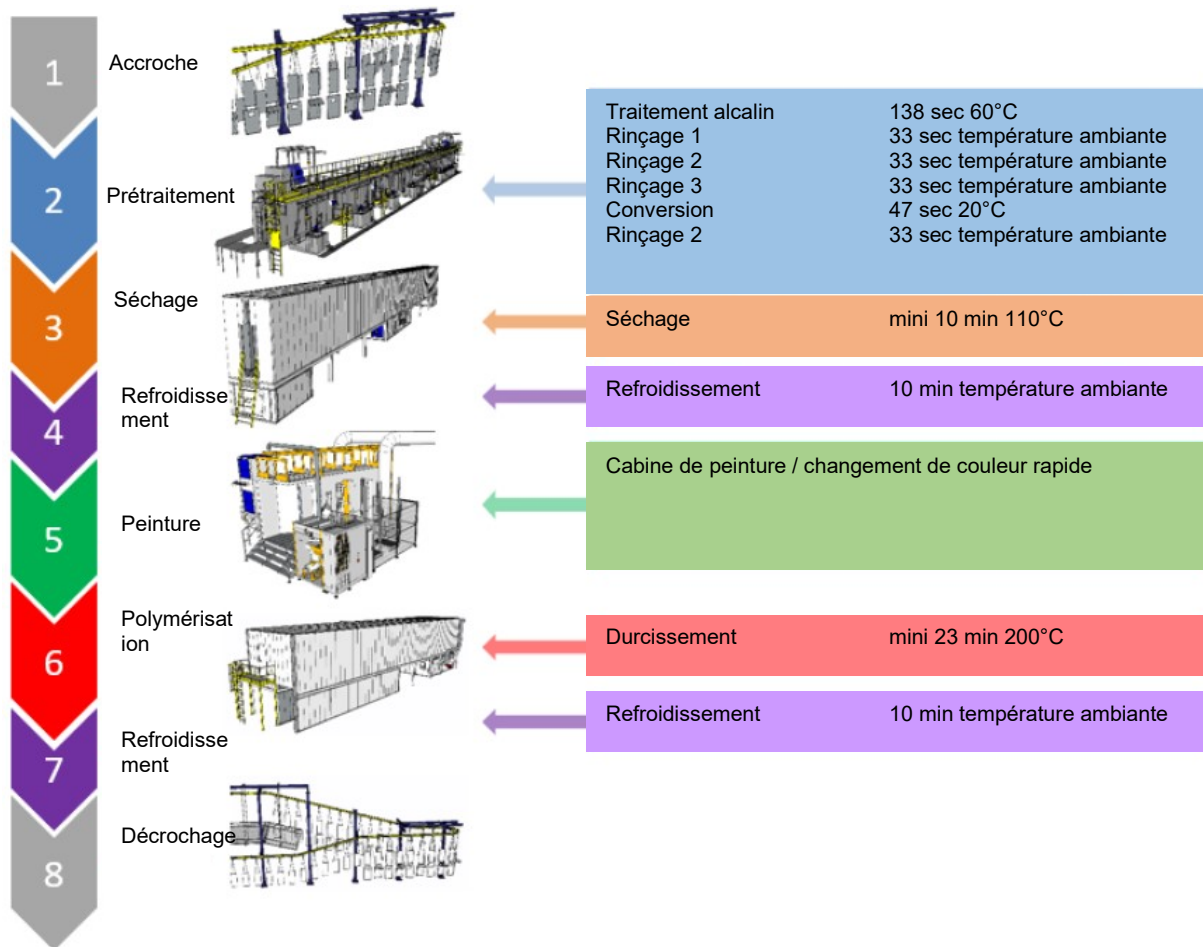 1
Accroche
2
Prétraitement
Traitement alcalin 138 sec 60°C
Rinçage 1 33 sec température ambiante
Rinçage 2 33 sec température ambiante
Rinçage 3 33 sec température ambiante
Conversion 47 sec 20°C
Rinçage 2 33 sec température ambiante
3
Séchage
Séchage mini 10 min 110°C
4
Refroidisse
ment
Refroidissement 10 min température ambiante
5
Peinture
Cabine de peinture / changement de couleur rapide
6
Polymérisat
ion
Durcissement mini 23 min 200°C
7
Refroidisse
ment
Refroidissement 10 min température ambiante
8
Décrochage